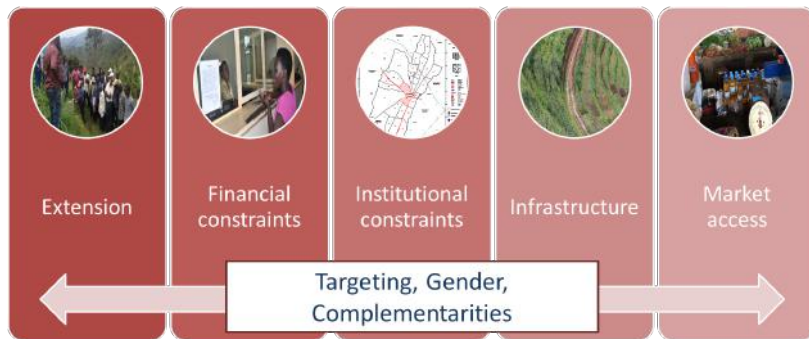 Extension
Financial
constraints
Institutional
constraints
Infrastructure
Market
access
Targeting, Gender,
Complementarities